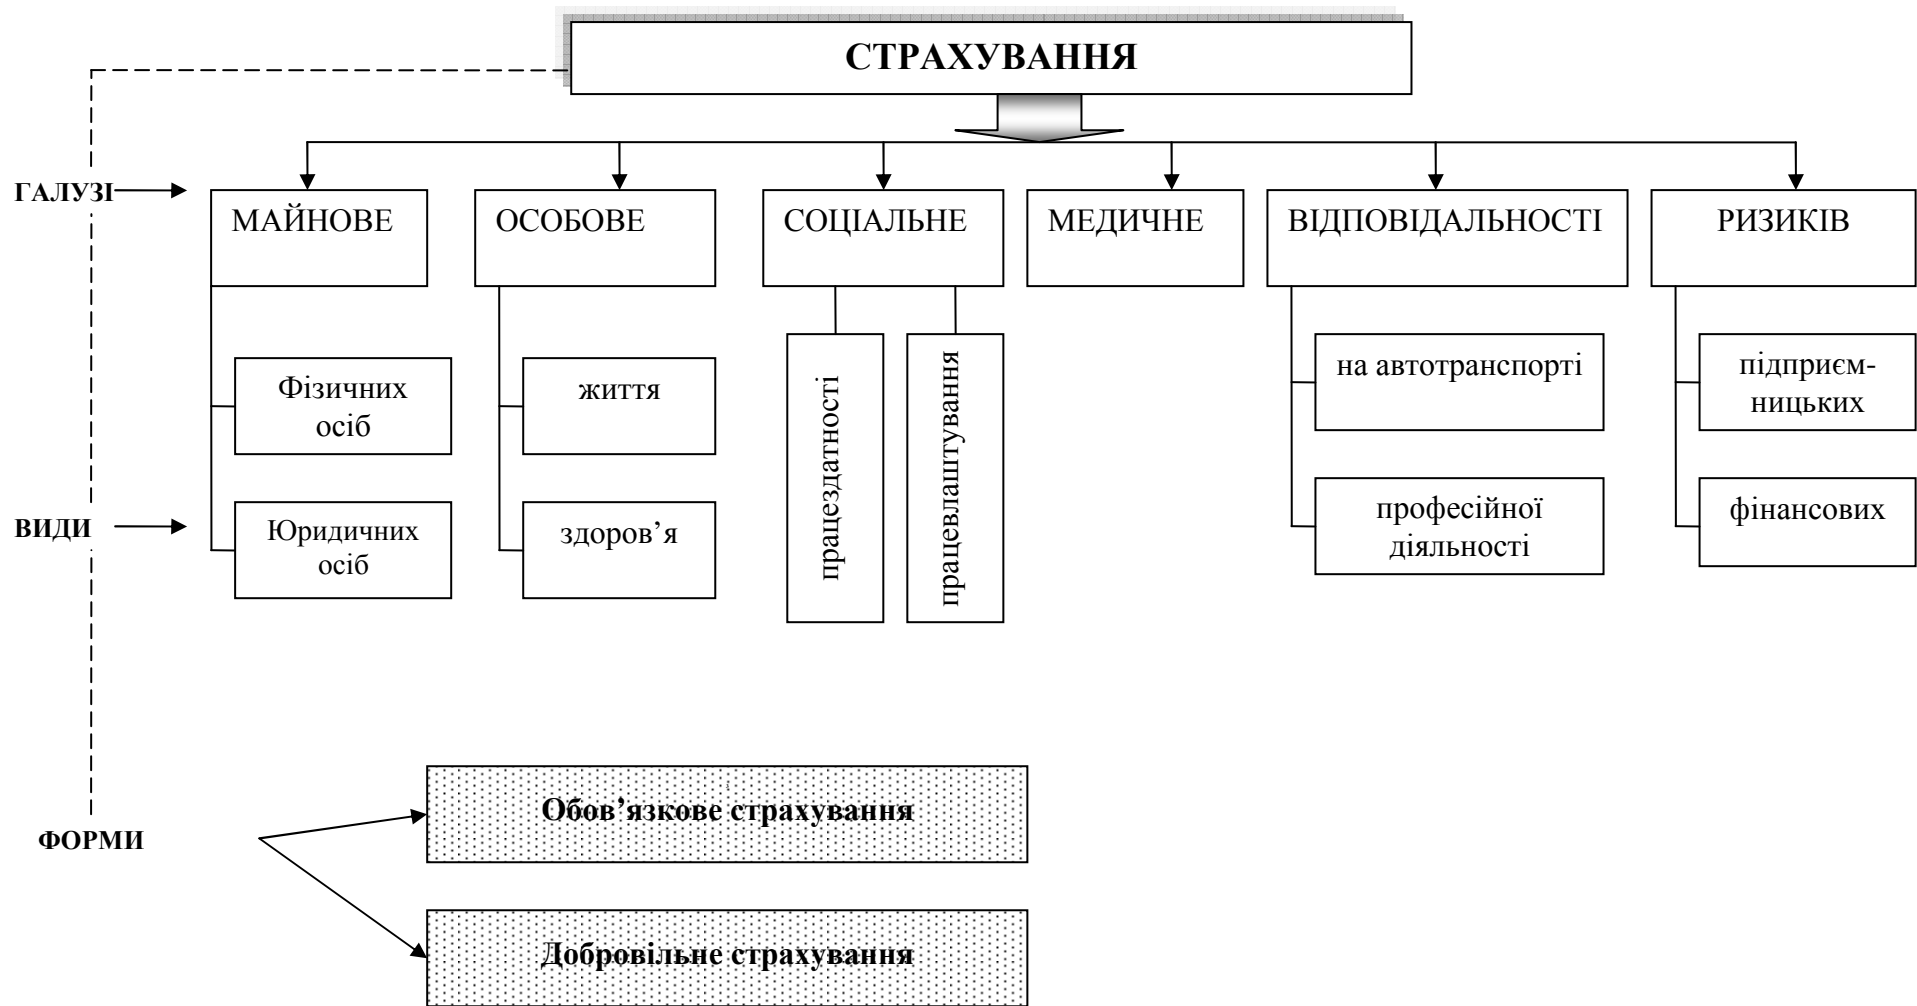 СТРАХУВАННЯ
ГАЛУЗІ
МАЙНОВЕ
ОСОБОВЕ
СОЦІАЛЬНЕ
МЕДИЧНЕ
ВІДПОВІДАЛЬНОСТІ
РИЗИКІВ
Фізичних
осіб
життя
працездатності
працевлаштування
на автотранспорті
підприєм-
ницьких
ВИДИ
Юридичних
осіб
здоров’я
професійної
діяльності
фінансових
ФОРМИ
Обов’язкове страхування
Добровільне страхування